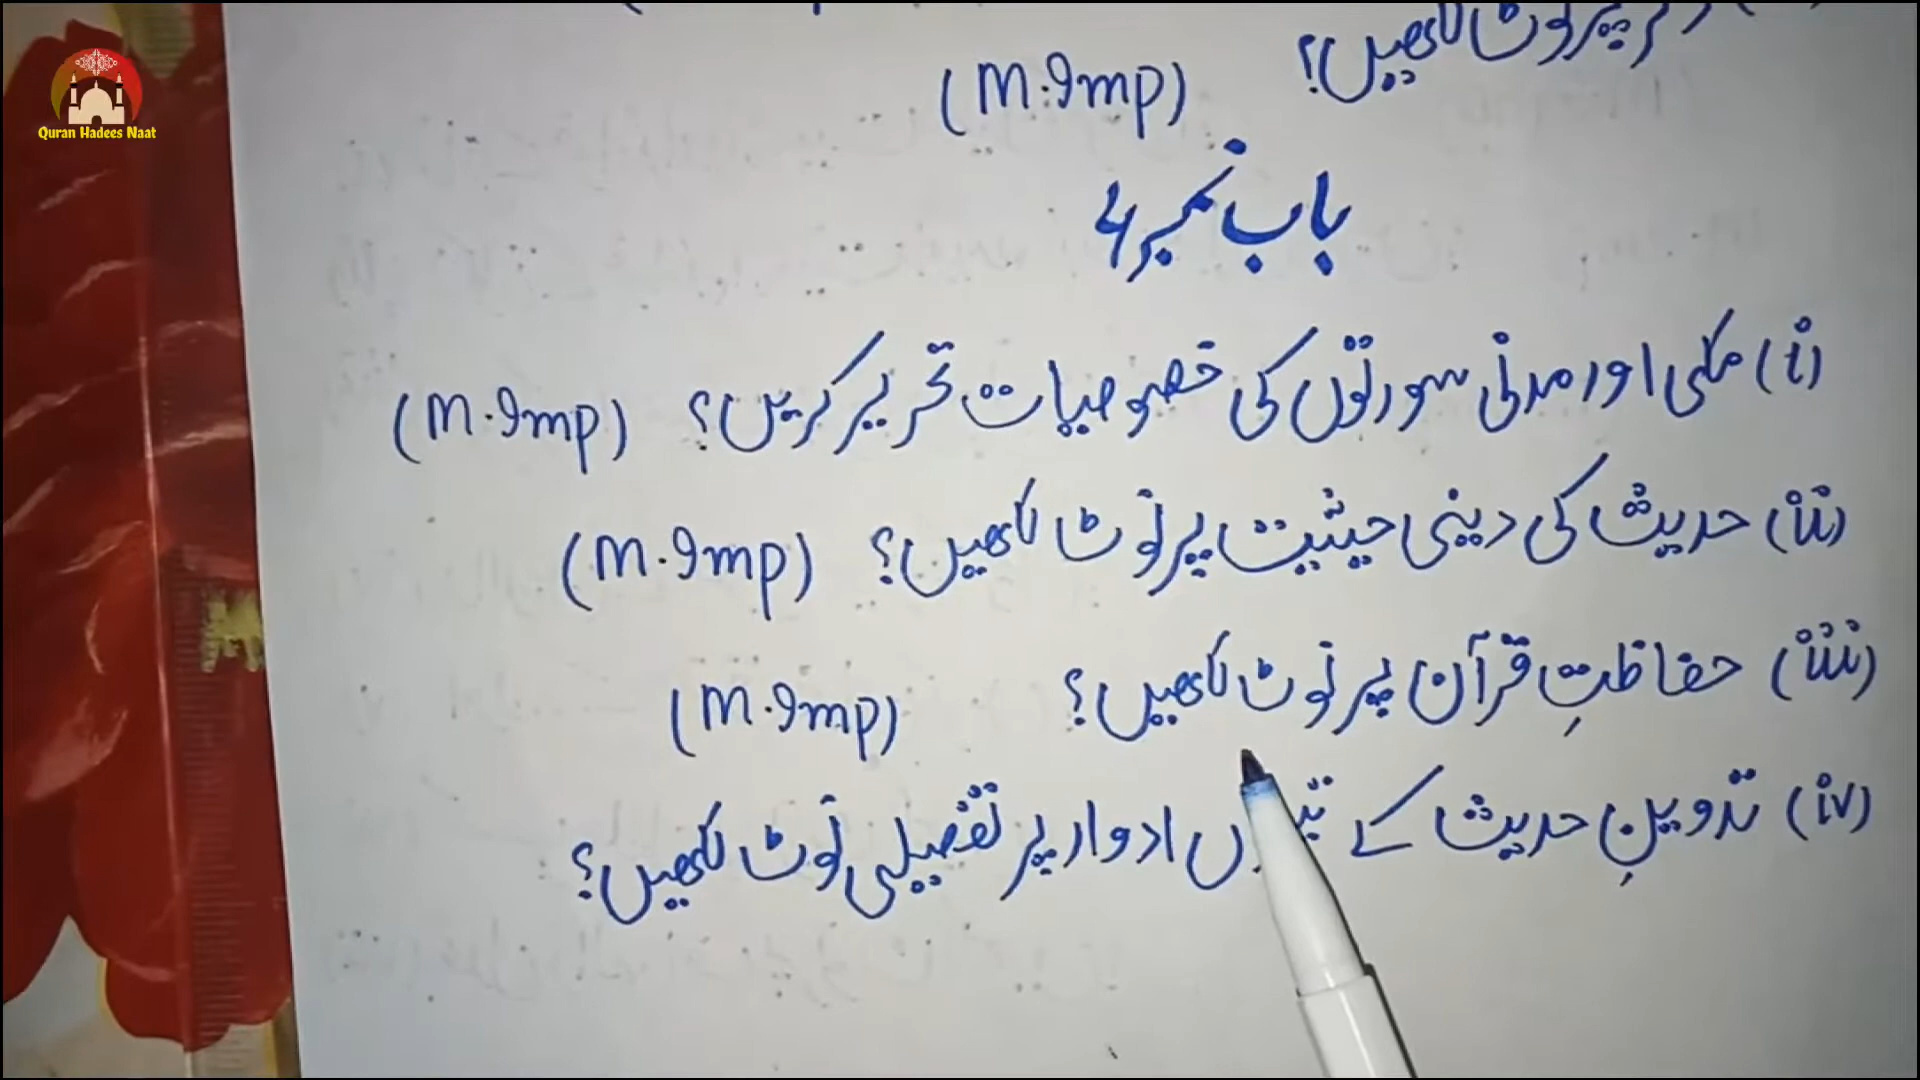 Quran Hadees Naat
پر نوٹ لکھیں؟ (M.Imp)
باب نمبر 4
(i) مکی اور مدنی سورتوں کی خصوصیات تحریر کریں؟ (M.Imp)
(ii) حدیث کی دینی حیثیت پر نوٹ لکھیں؟ (M.Imp)
(iii) حفاظتِ قرآن پر نوٹ لکھیں؟ (M.Imp)
(iv) تدوینِ حدیث کے ادوار پر تفصیلی نوٹ لکھیں؟